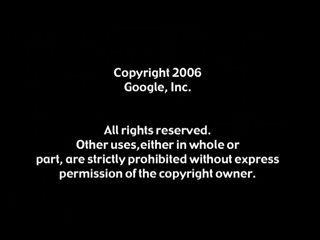 Copyright 2006
Google, Inc.
All rights reserved.
Other uses,either in whole or
part, are strictly prohibited without express
permission of the copyright owner.